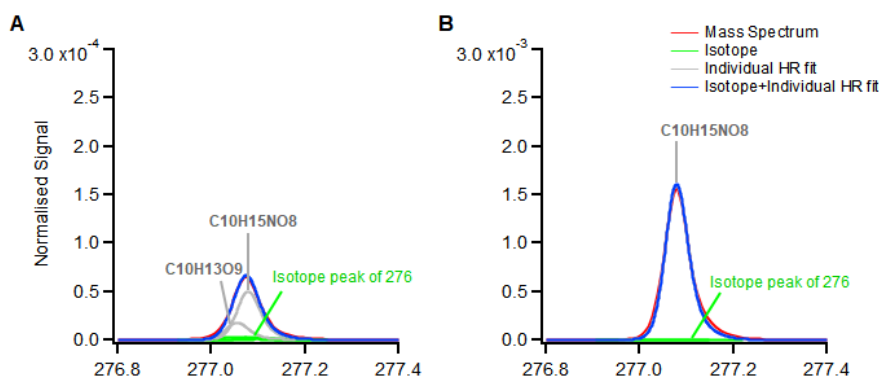 A
3.0 x10-4
2.5
2.0
1.5
1.0
0.5
0.0
Normalised Signal
C10H15NO8
C10H13O9
Isotope peak of 276
276.8
277.0
277.2
277.4
B
3.0 x10-3
2.5
2.0
1.5
1.0
0.5
0.0
Mass Spectrum
Isotope
Individual HR fit
Isotope+Individual HR fit
C10H15NO8
Isotope peak of 276
276.8
277.0
277.2
277.4